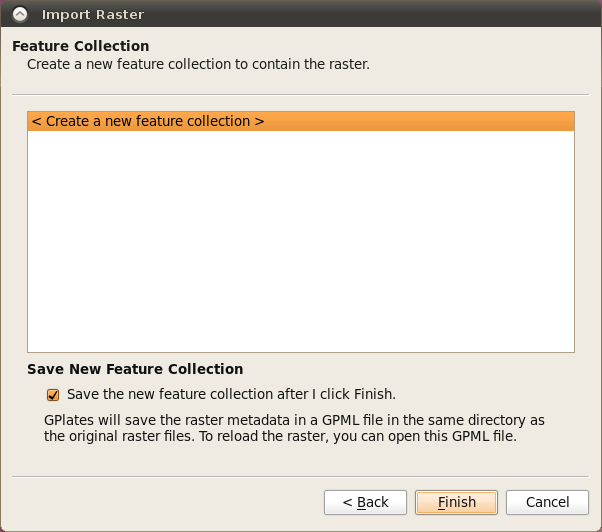 Import Raster
Feature Collection
Create a new feature collection to contain the raster.
< Create a new feature collection >
Save New Feature Collection
Save the new feature collection after I click Finish.
GPlates will save the raster metadata in a GPML file in the same directory as
the original raster files. To reload the raster, you can open this GPML file.
< Back
Finish
Cancel